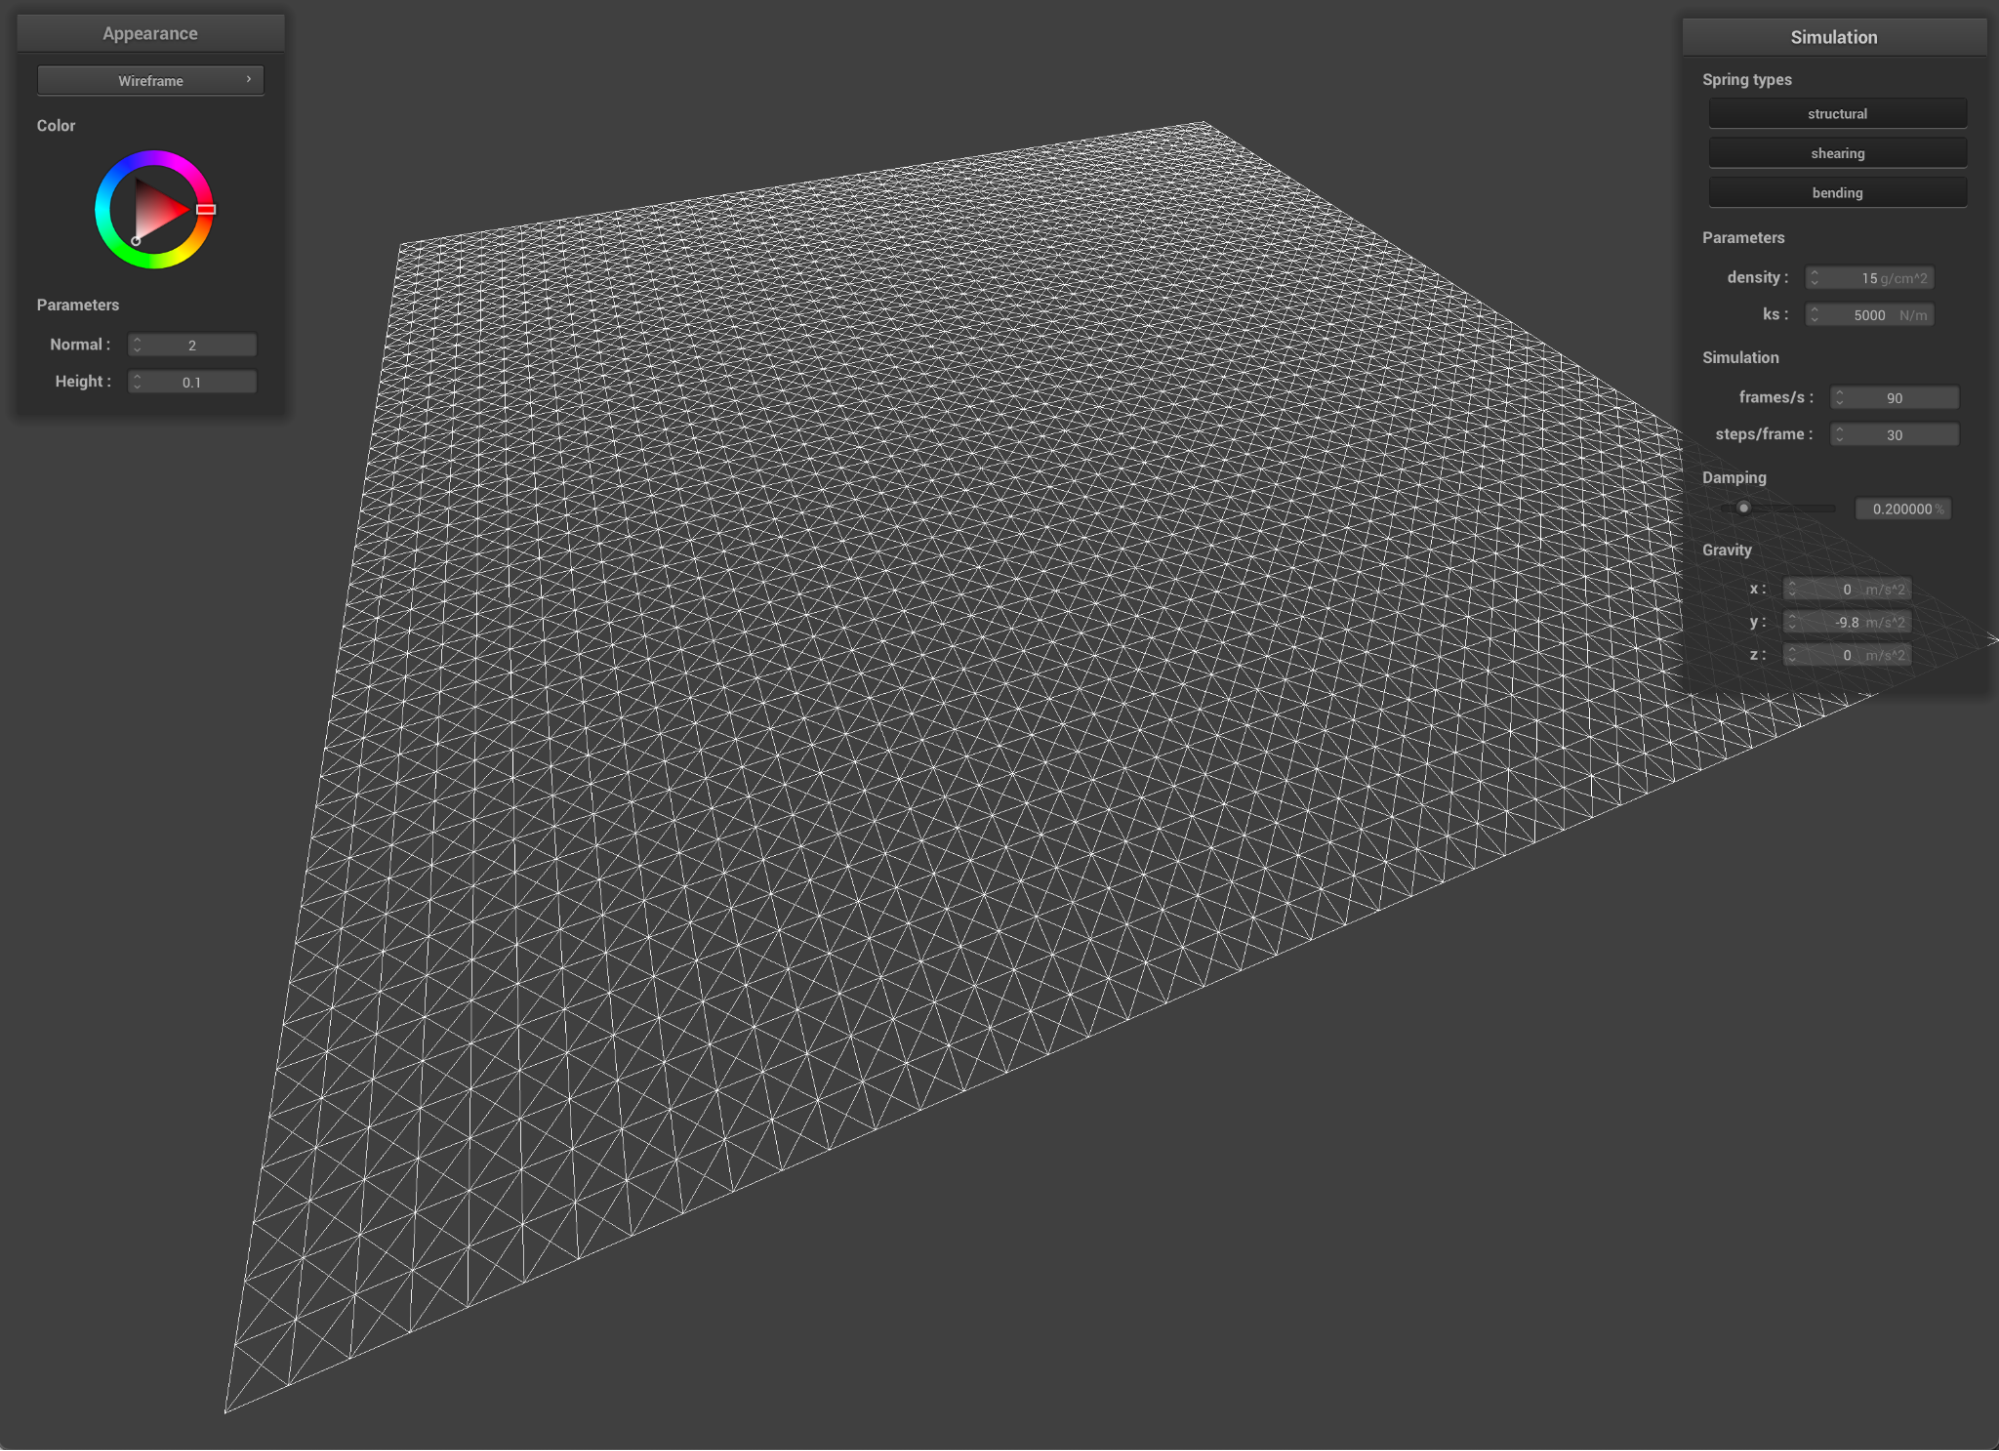 Appearance
Wireframe
Color
Parameters
Normal : 2
Height : 0.1
Simulation
Spring types
structural
shearing
bending
Parameters
density : 15 g/cm^2
ks : 5000 N/m
Simulation
frames/s : 90
steps/frame : 30
Damping
0.200000 %
Gravity
x : 0 m/s^2
y : -9.8 m/s^2
z : 0 m/s^2